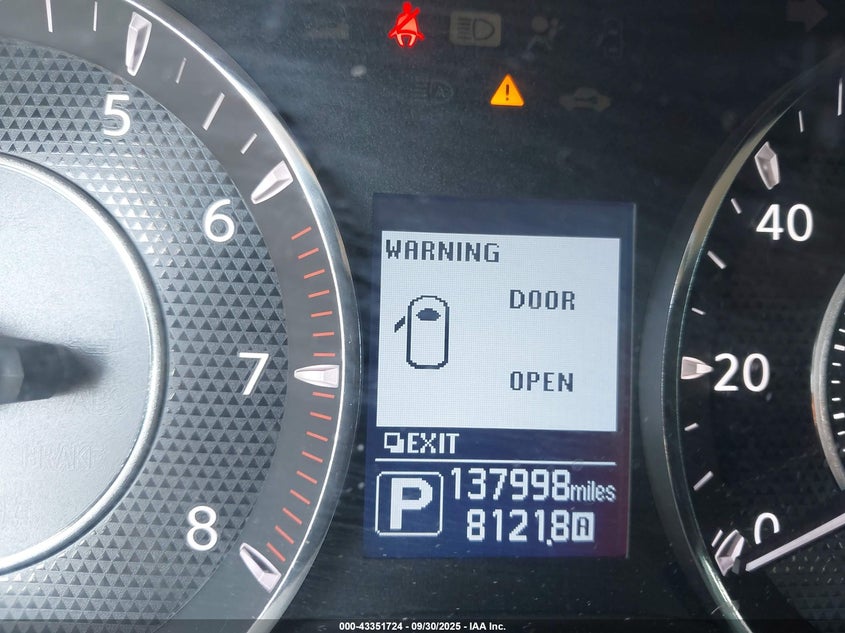 5
6
7
8
40
20
0
WARNING
DOOR
OPEN
EXIT
P
137998miles
8121.8 A
BRAKE
000-43351724 - 09/30/2025 - IAA Inc.